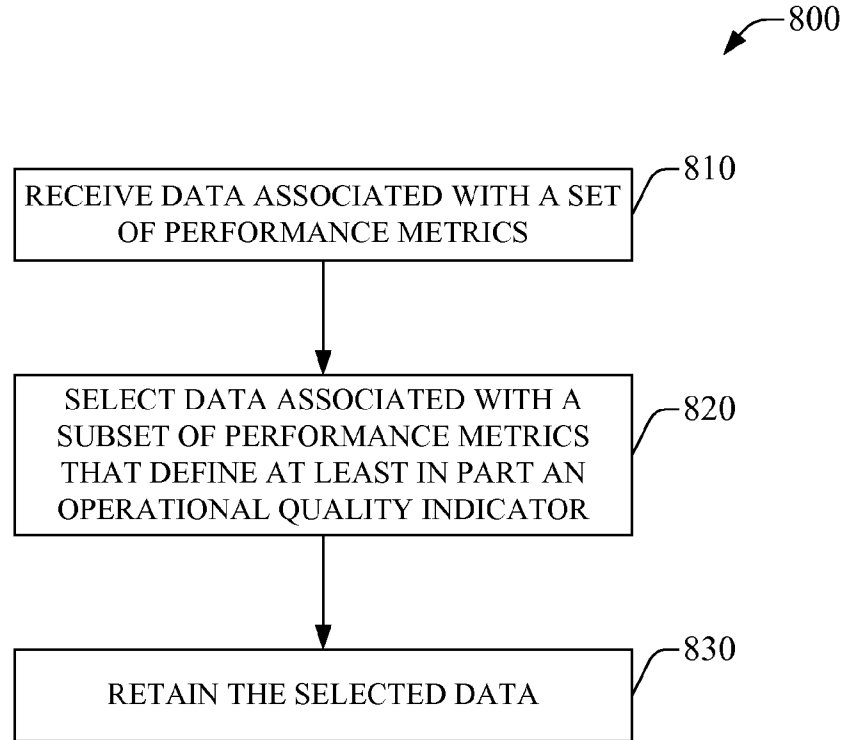 800
810
RECEIVE DATA ASSOCIATED WITH A SET
OF PERFORMANCE METRICS
820
SELECT DATA ASSOCIATED WITH A
SUBSET OF PERFORMANCE METRICS
THAT DEFINE AT LEAST IN PART AN
OPERATIONAL QUALITY INDICATOR
830
RETAIN THE SELECTED DATA